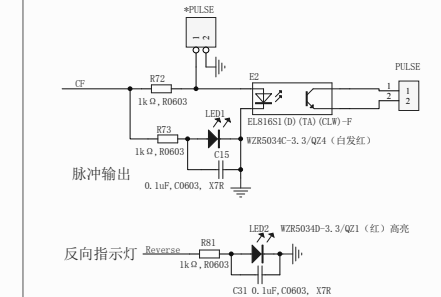 *PULSE
1 2
CF
R72
1kΩ,R0603
E2
EL816S1(D)(TA)(CLW)-F
PULSE
1 1
2 2
R73
1kΩ,R0603
LED1
WZR5034C-3.3/QZ4（白发红）
C15
0.1uF,C0603, X7R
脉冲输出
反向指示灯
Reverse
R81
1kΩ,R0603
LED2
WZR5034D-3.3/QZ1（红）高亮
C31 0.1uF,C0603, X7R